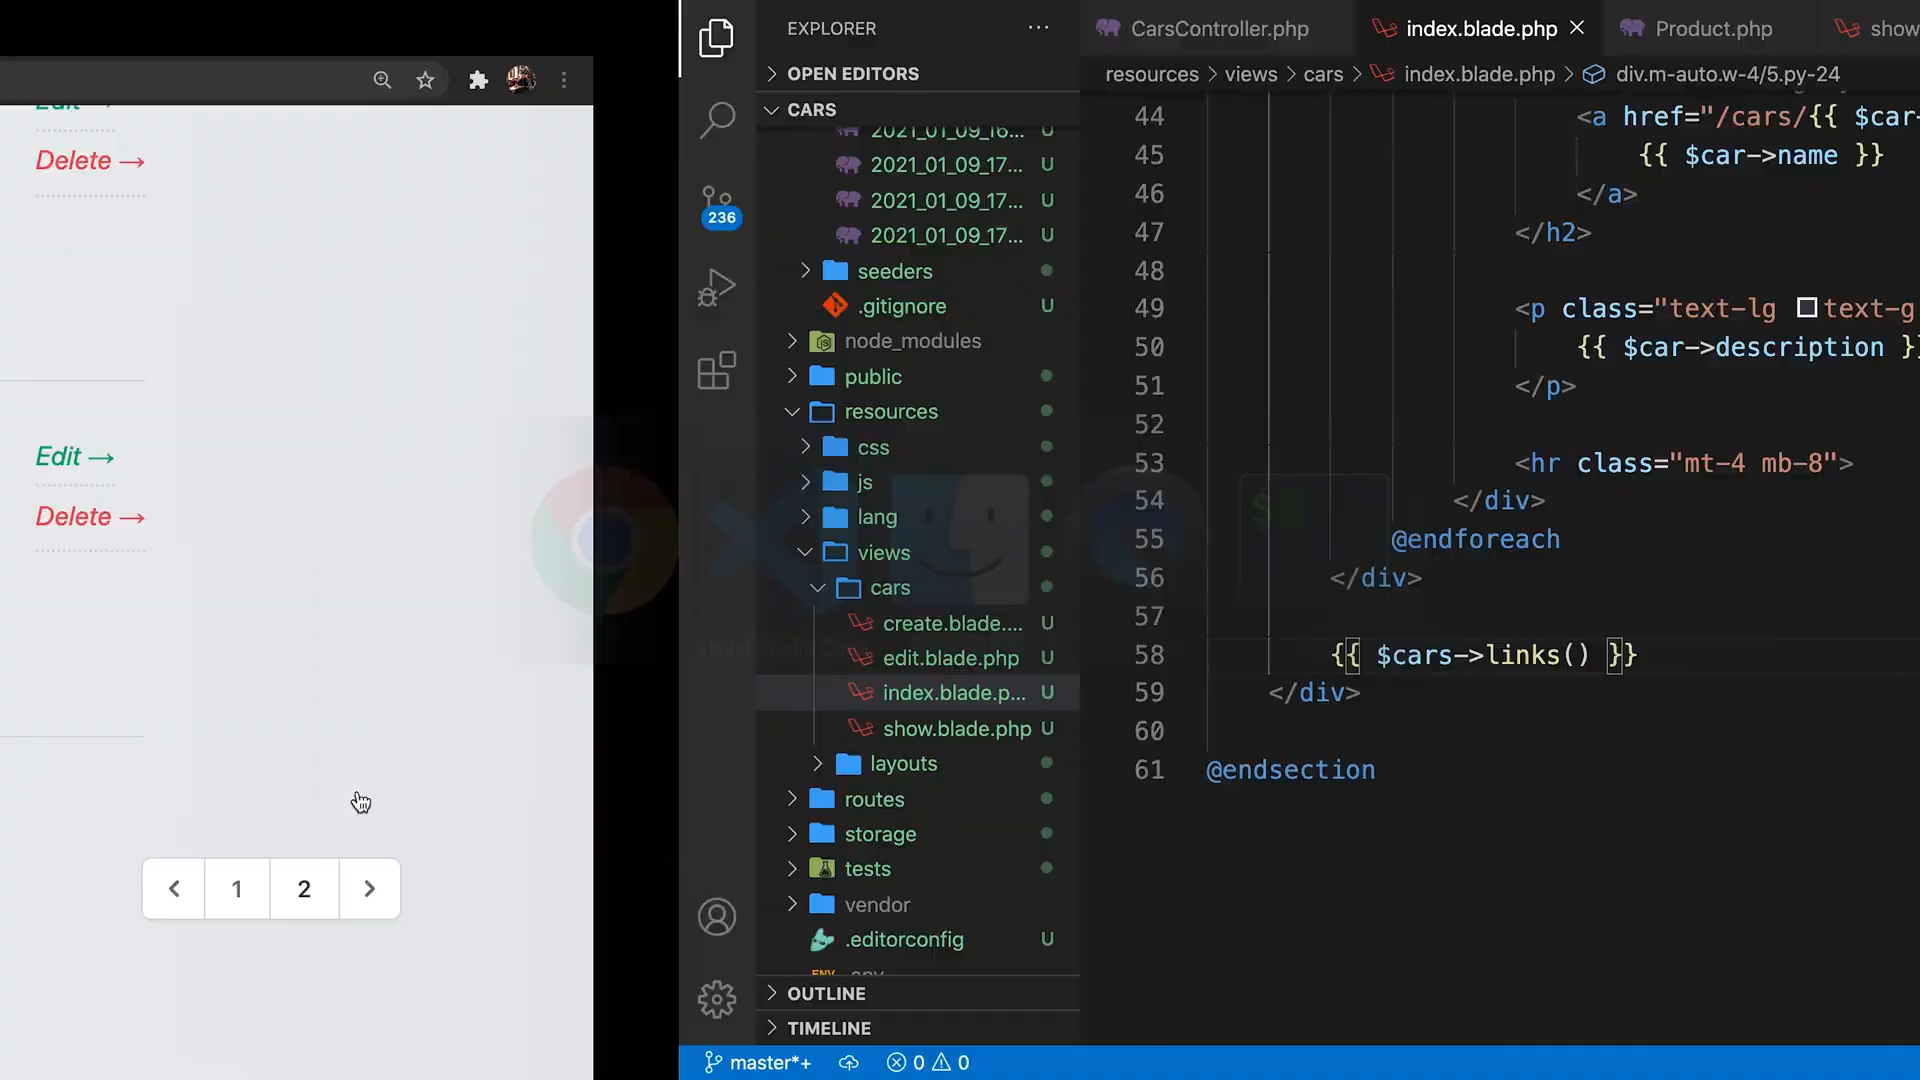 Edit →
Delete →
Edit →
Delete →
1
2
236
EXPLORER
OPEN EDITORS
CARS
2021_01_09_16... U
2021_01_09_17... U
2021_01_09_17... U
2021_01_09_17... U
seeders
.gitignore U
node_modules
public
resources
css
js
lang
views
cars
create.blade.... U
edit.blade.php U
index.blade.p... U
show.blade.php U
layouts
routes
storage
tests
vendor
.editorconfig U
OUTLINE
TIMELINE
master*+
0 0
CarsController.php
index.blade.php
Product.php
show
resources > views > cars > index.blade.php > div.m-auto.w-4/5.py-24
44 <a href="/cars/{{ $car-
45 {{ $car->name }}
46 </a>
47 </h2>
48
49 <p class="text-lg text-g
50 {{ $car->description }}
51 </p>
52
53 <hr class="mt-4 mb-8">
54 </div>
55 @endforeach
56 </div>
57
58 {{ $cars->links() }}
59 </div>
60
61 @endsection